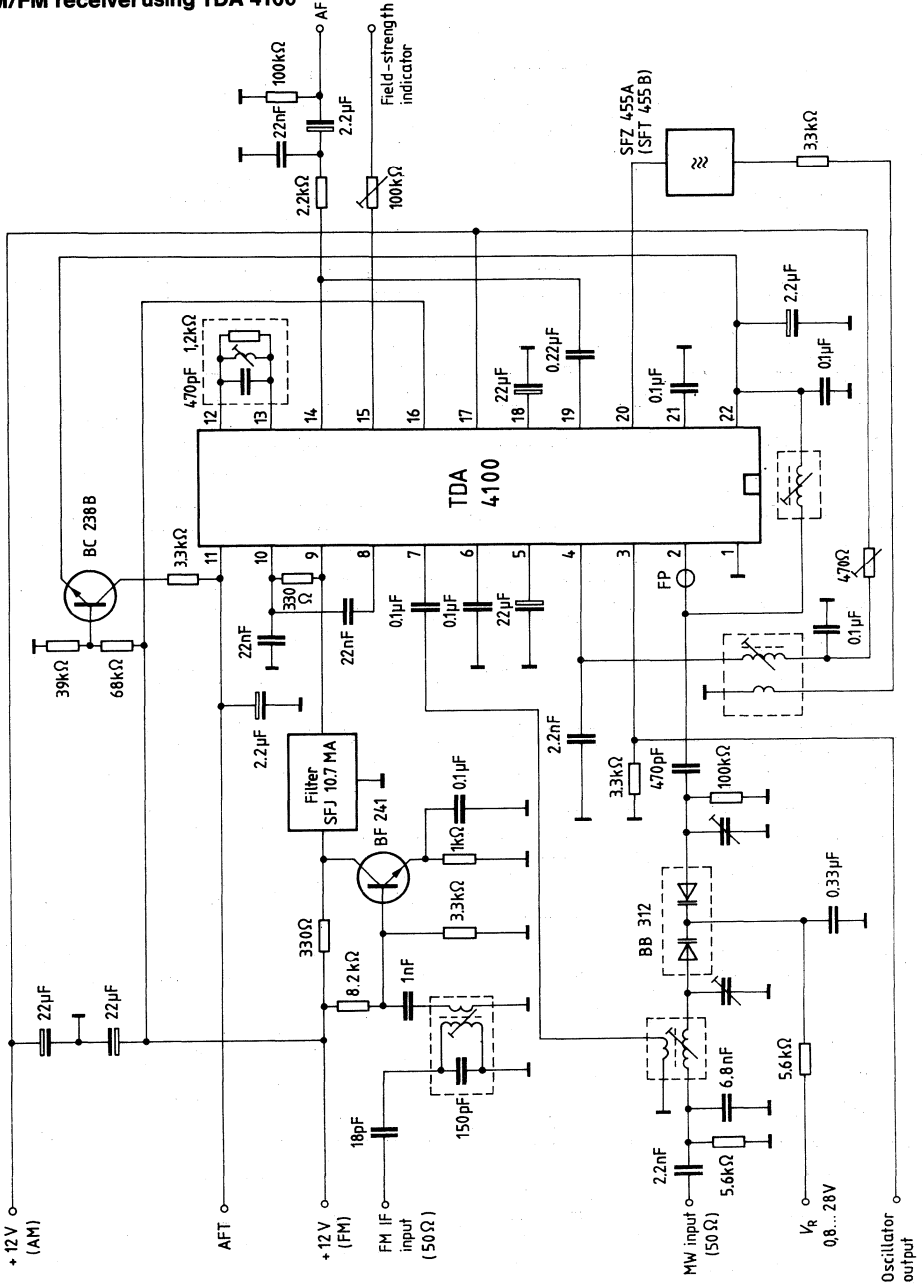 M/FM receiver using TDA 4100
AF
Field-strength
indicator
100kΩ
22nF
2.2µF
2.2kΩ
100kΩ
SFZ 455A
(SFT 455B)
3.3kΩ
470pF
1.2kΩ
22µF
0.22µF
0.1µF
2.2µF
0.1µF
12
13
14
15
16
17
18
19
20
21
22
TDA
4100
11
10
9
8
7
6
5
4
3
2
1
BC 238B
3.3kΩ
39kΩ
68kΩ
330
Ω
22nF
22nF
0.1µF
0.1µF
22µF
FP
470Ω
0.1µF
2.2µF
Filter
SFJ 10.7 MA
BF 241
0.1µF
1kΩ
3.3kΩ
2.2nF
3.3kΩ
470pF
100kΩ
330Ω
8.2kΩ
1nF
BB 312
0.33µF
22µF
22µF
18pF
150pF
2.2nF
5.6kΩ
6.8nF
5.6kΩ
+12V
(AM)
AFT
+12V
(FM)
FM IF
input
(50Ω)
MW input
(50Ω)
VR
0,8...28V
Oscillator
output